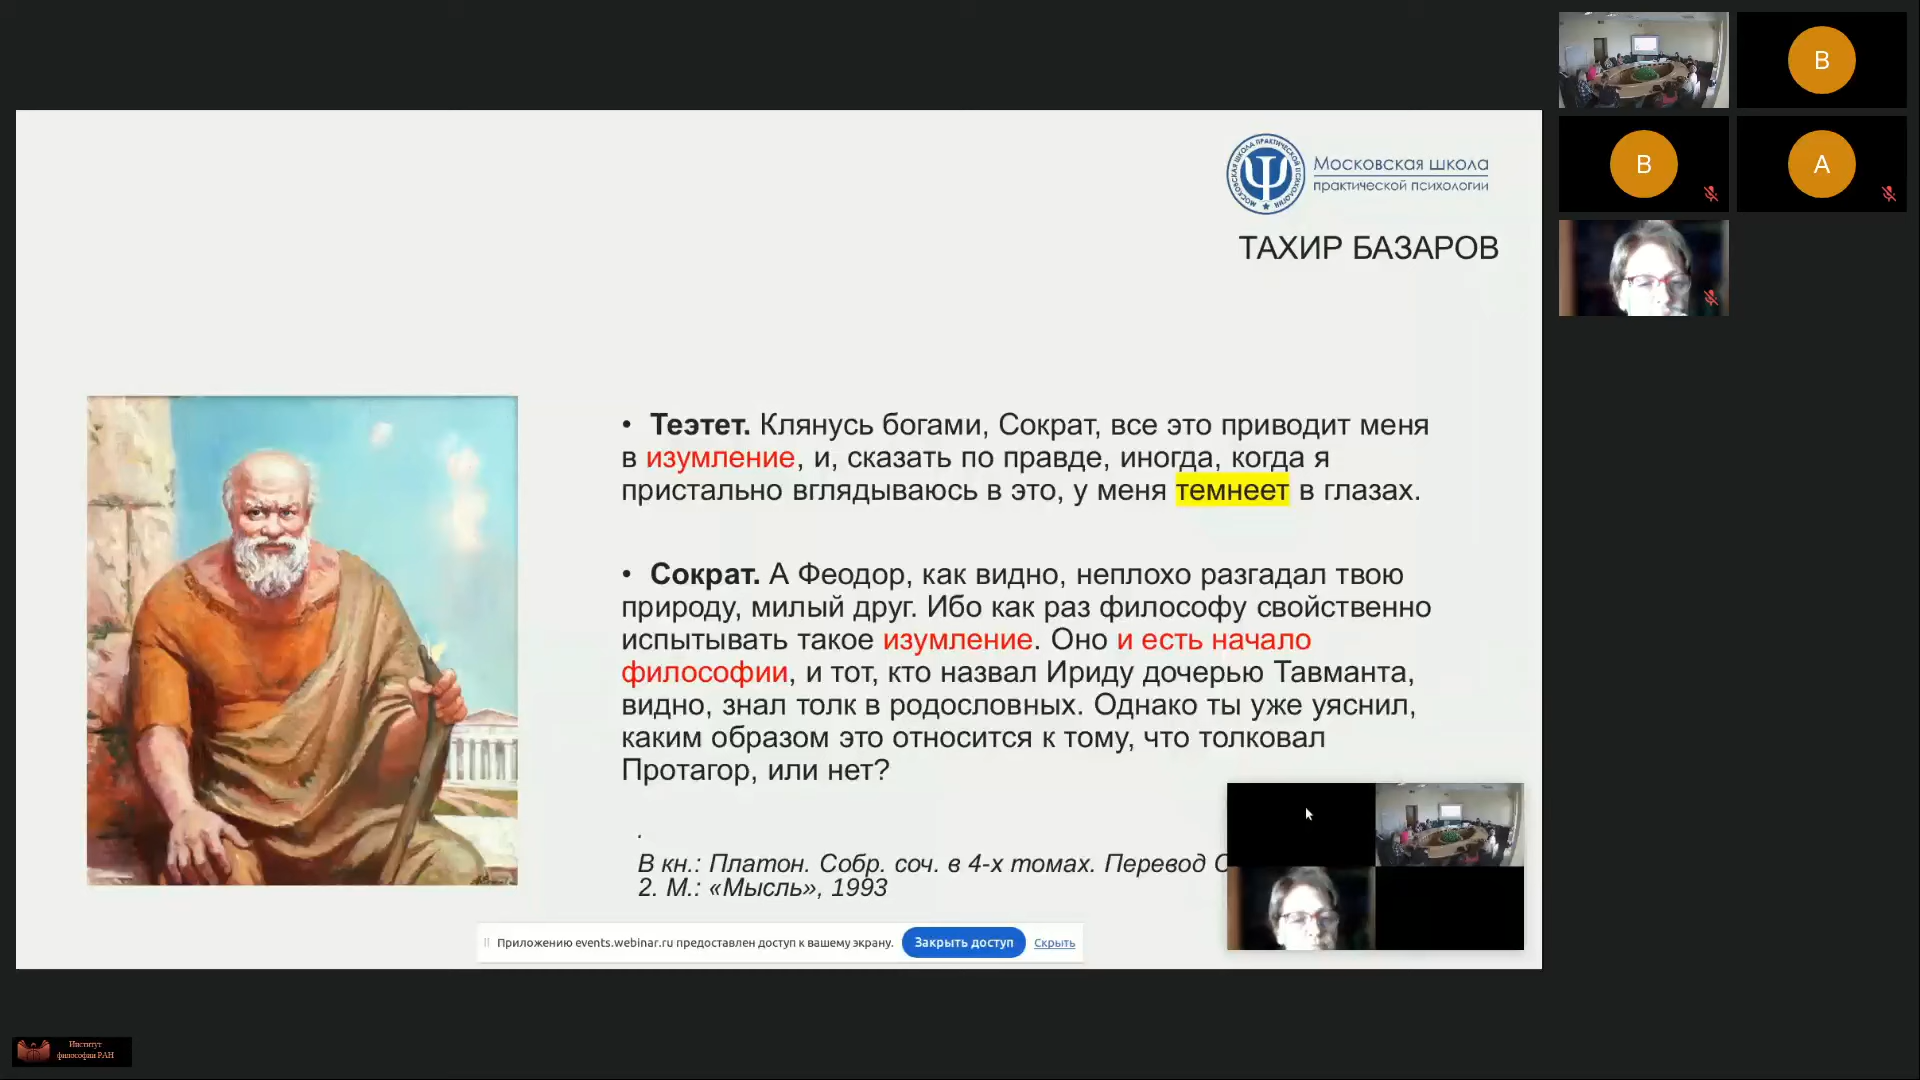 МОСКОВСКАЯ ШКОЛА ПРАКТИЧЕСКОЙ ПСИХОЛОГИИ
Московская школа
практической психологии
ТАХИР БАЗАРОВ
• Теэтет. Клянусь богами, Сократ, все это приводит меня
в изумление, и, сказать по правде, иногда, когда я
пристально вглядываюсь в это, у меня темнеет в глазах.
• Сократ. А Феодор, как видно, неплохо разгадал твою
природу, милый друг. Ибо как раз философу свойственно
испытывать такое изумление. Оно и есть начало
философии, и тот, кто назвал Ириду дочерью Тавманта,
видно, знал толк в родословных. Однако ты уже уяснил,
каким образом это относится к тому, что толковал
Протагор, или нет?
.
В кн.: Платон. Собр. соч. в 4-х томах. Перевод
2. М.: «Мысль», 1993
Приложению events.webinar.ru предоставлен доступ к вашему экрану.
Закрыть доступ
Скрыть
B
B
A
Институт
философии РАН